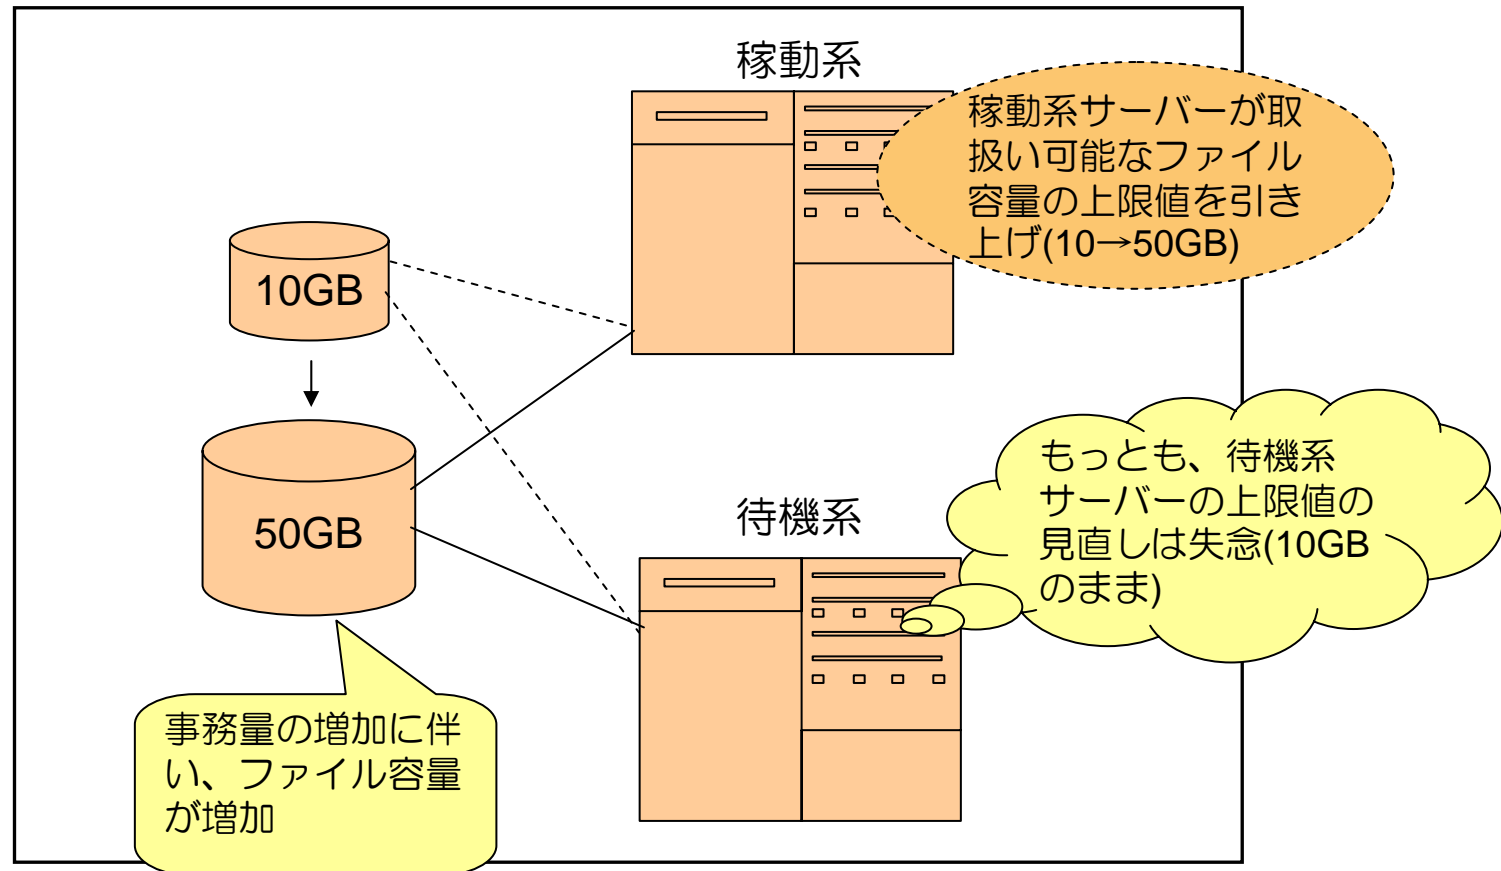 稼動系
稼動系サーバーが取
扱い可能なファイル
容量の上限値を引き
上げ(10→50GB)
10GB
50GB
待機系
もっとも、待機系
サーバーの上限値の
見直しは失念(10GB
のまま)
事務量の増加に伴
い、ファイル容量
が増加